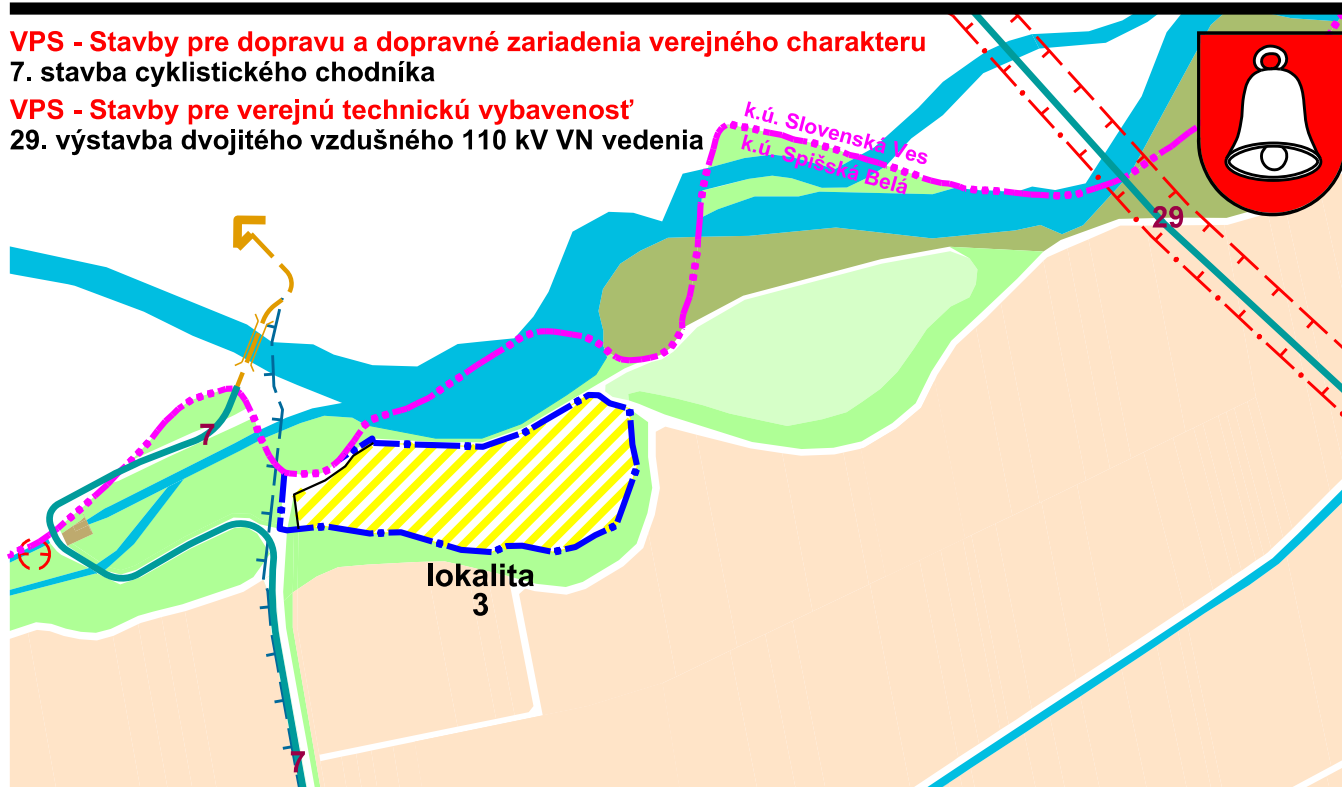 VPS - Stavby pre dopravu a dopravné zariadenia verejného charakteru
7. stavba cyklistického chodníka
VPS - Stavby pre verejnú technickú vybavenosť
29. výstavba dvojitého vzdušného 110 kV VN vedenia
k.ú. Slovenská Ves
k.ú. Spišská Belá
29
7
lokalita
3
7